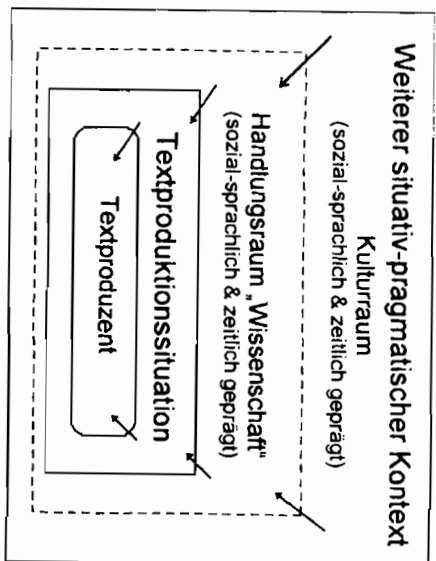 Weiterer situativ-pragmatischer Kontext
Kulturraum
(sozial-sprachlich & zeitlich geprägt)
Handlungsraum „Wissenschaft“
(sozial-sprachlich & zeitlich geprägt)
Textproduktionssituation
Textproduzent